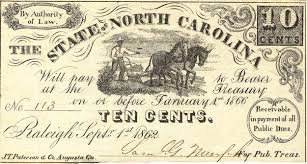 By Authority
of Law.
THE STATE OF NORTH CAROLINA
10
CENTS
Will pay to Bearer
at the Treasury
No 113 on or before January 1st 1866
TEN CENTS.
Raleigh, Sept. 1st 1862.
Receivable
in payment of all
Public Dues.
J.T. Paterson & Co. Augusta Ga.
For Pub. Treas